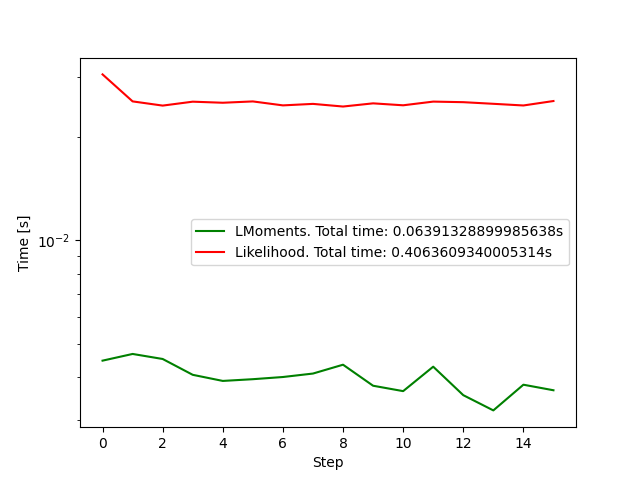 Time [s]
10⁻²
LMoments. Total time: 0.06391328899985638s
Likelihood. Total time: 0.4063609340005314s
0 2 4 6 8 10 12 14
Step